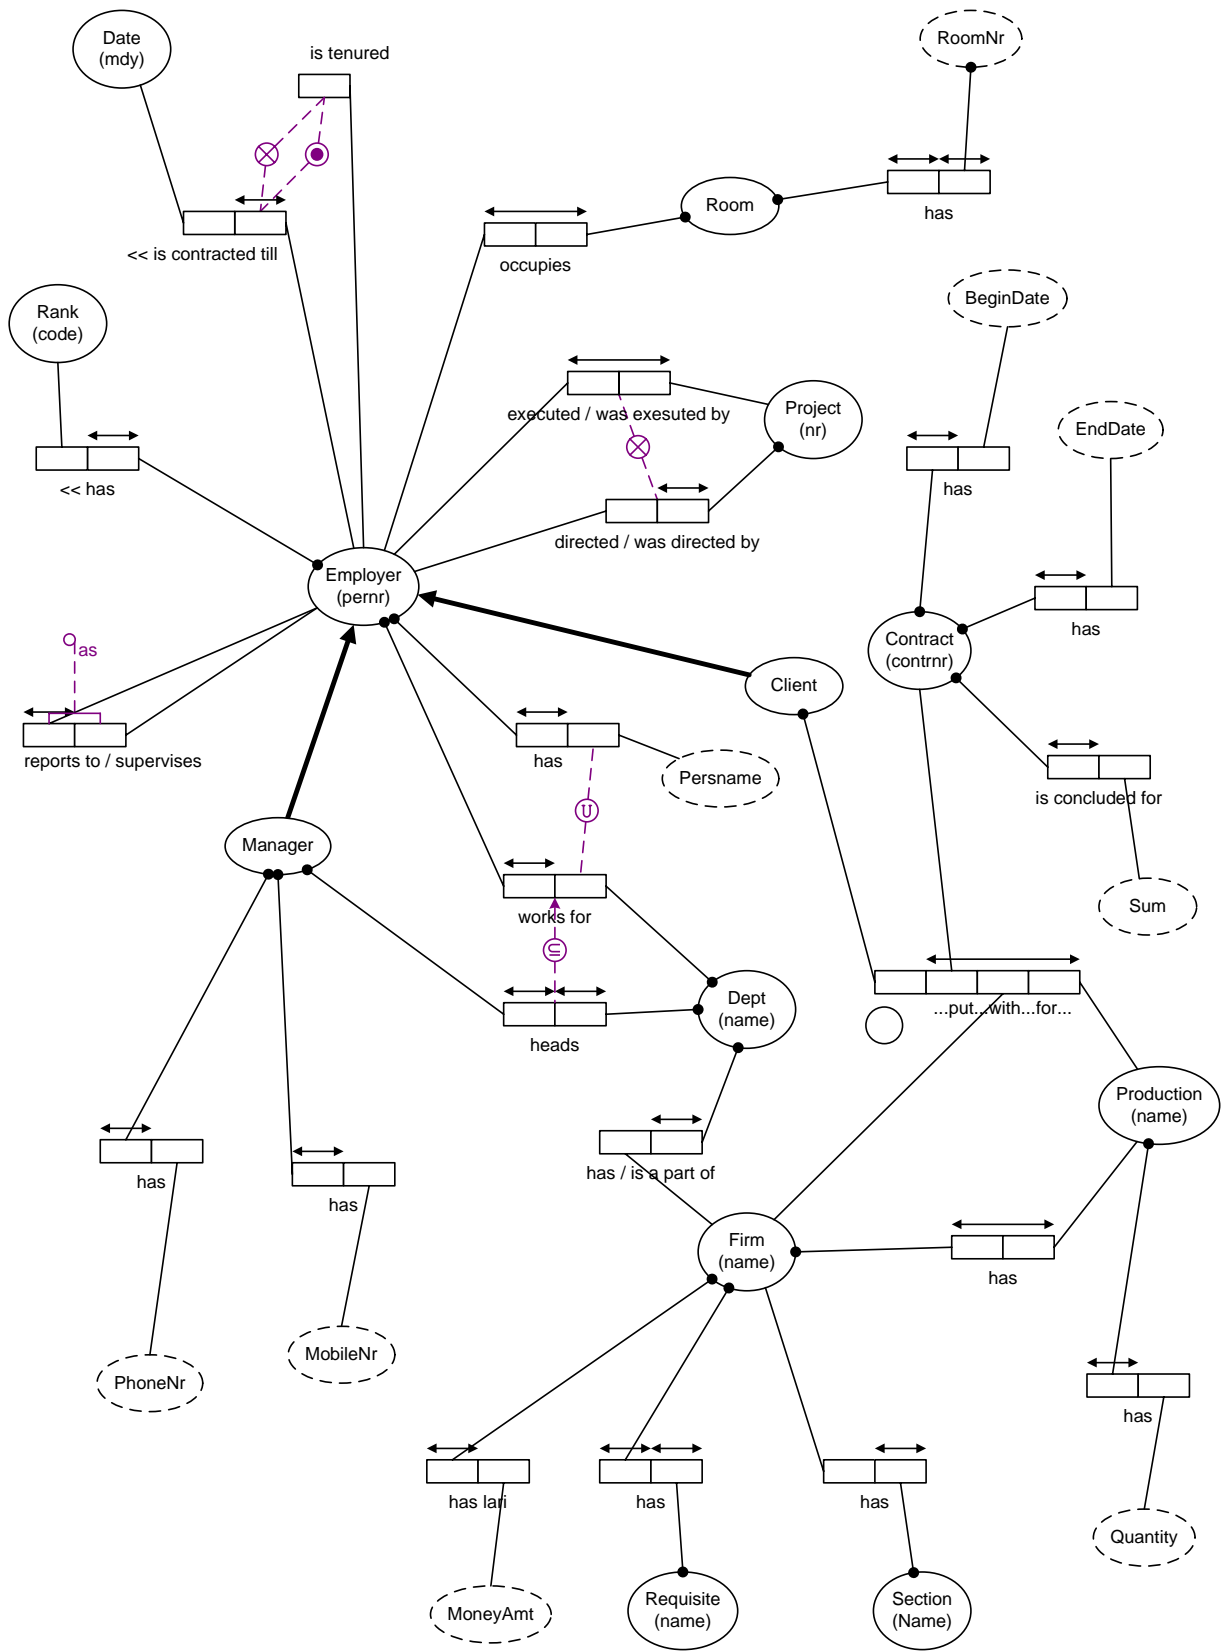 Date
(mdy)
is tenured
RoomNr
Room
has
<< is contracted till
occupies
Rank
(code)
BeginDate
executed / was exesuted by
Project
(nr)
EndDate
<< has
has
directed / was directed by
Employer
(pernr)
has
Contract
(contrnr)
as
Client
reports to / supervises
has
Persname
is concluded for
U
Manager
works for
Sum
⊆
Dept
(name)
...put...with...for...
heads
Production
(name)
has
has / is a part of
has
Firm
(name)
has
MobileNr
PhoneNr
has
has lari
has
has
Quantity
MoneyAmt
Requisite
(name)
Section
(Name)